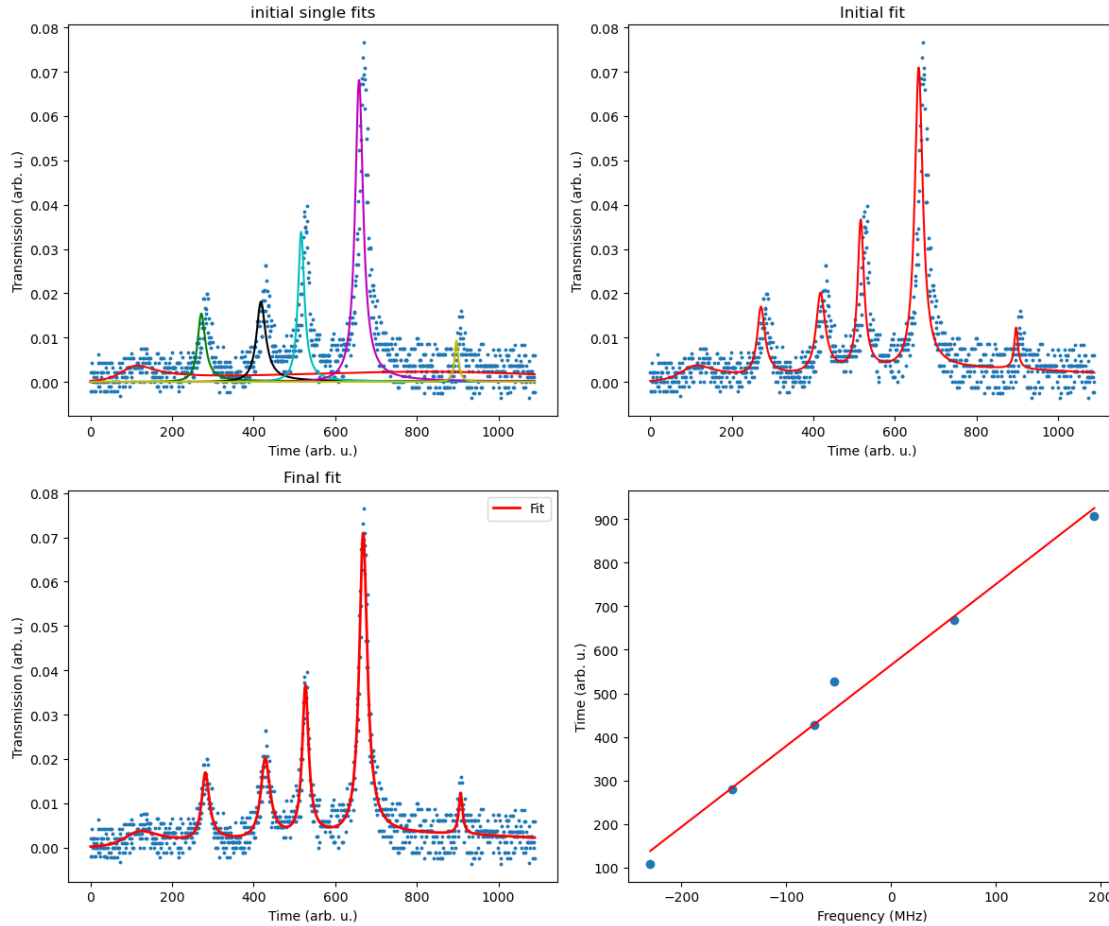 initial single fits
Transmission (arb. u.)
0.08
0.07
0.06
0.05
0.04
0.03
0.02
0.01
0.00
0 200 400 600 800 1000
Time (arb. u.)
Initial fit
Transmission (arb. u.)
0.08
0.07
0.06
0.05
0.04
0.03
0.02
0.01
0.00
0 200 400 600 800 1000
Time (arb. u.)
Final fit
Fit
Transmission (arb. u.)
0.08
0.07
0.06
0.05
0.04
0.03
0.02
0.01
0.00
0 200 400 600 800 1000
Time (arb. u.)
Time (arb. u.)
900
800
700
600
500
400
300
200
100
−200 −100 0 100 200
Frequency (MHz)